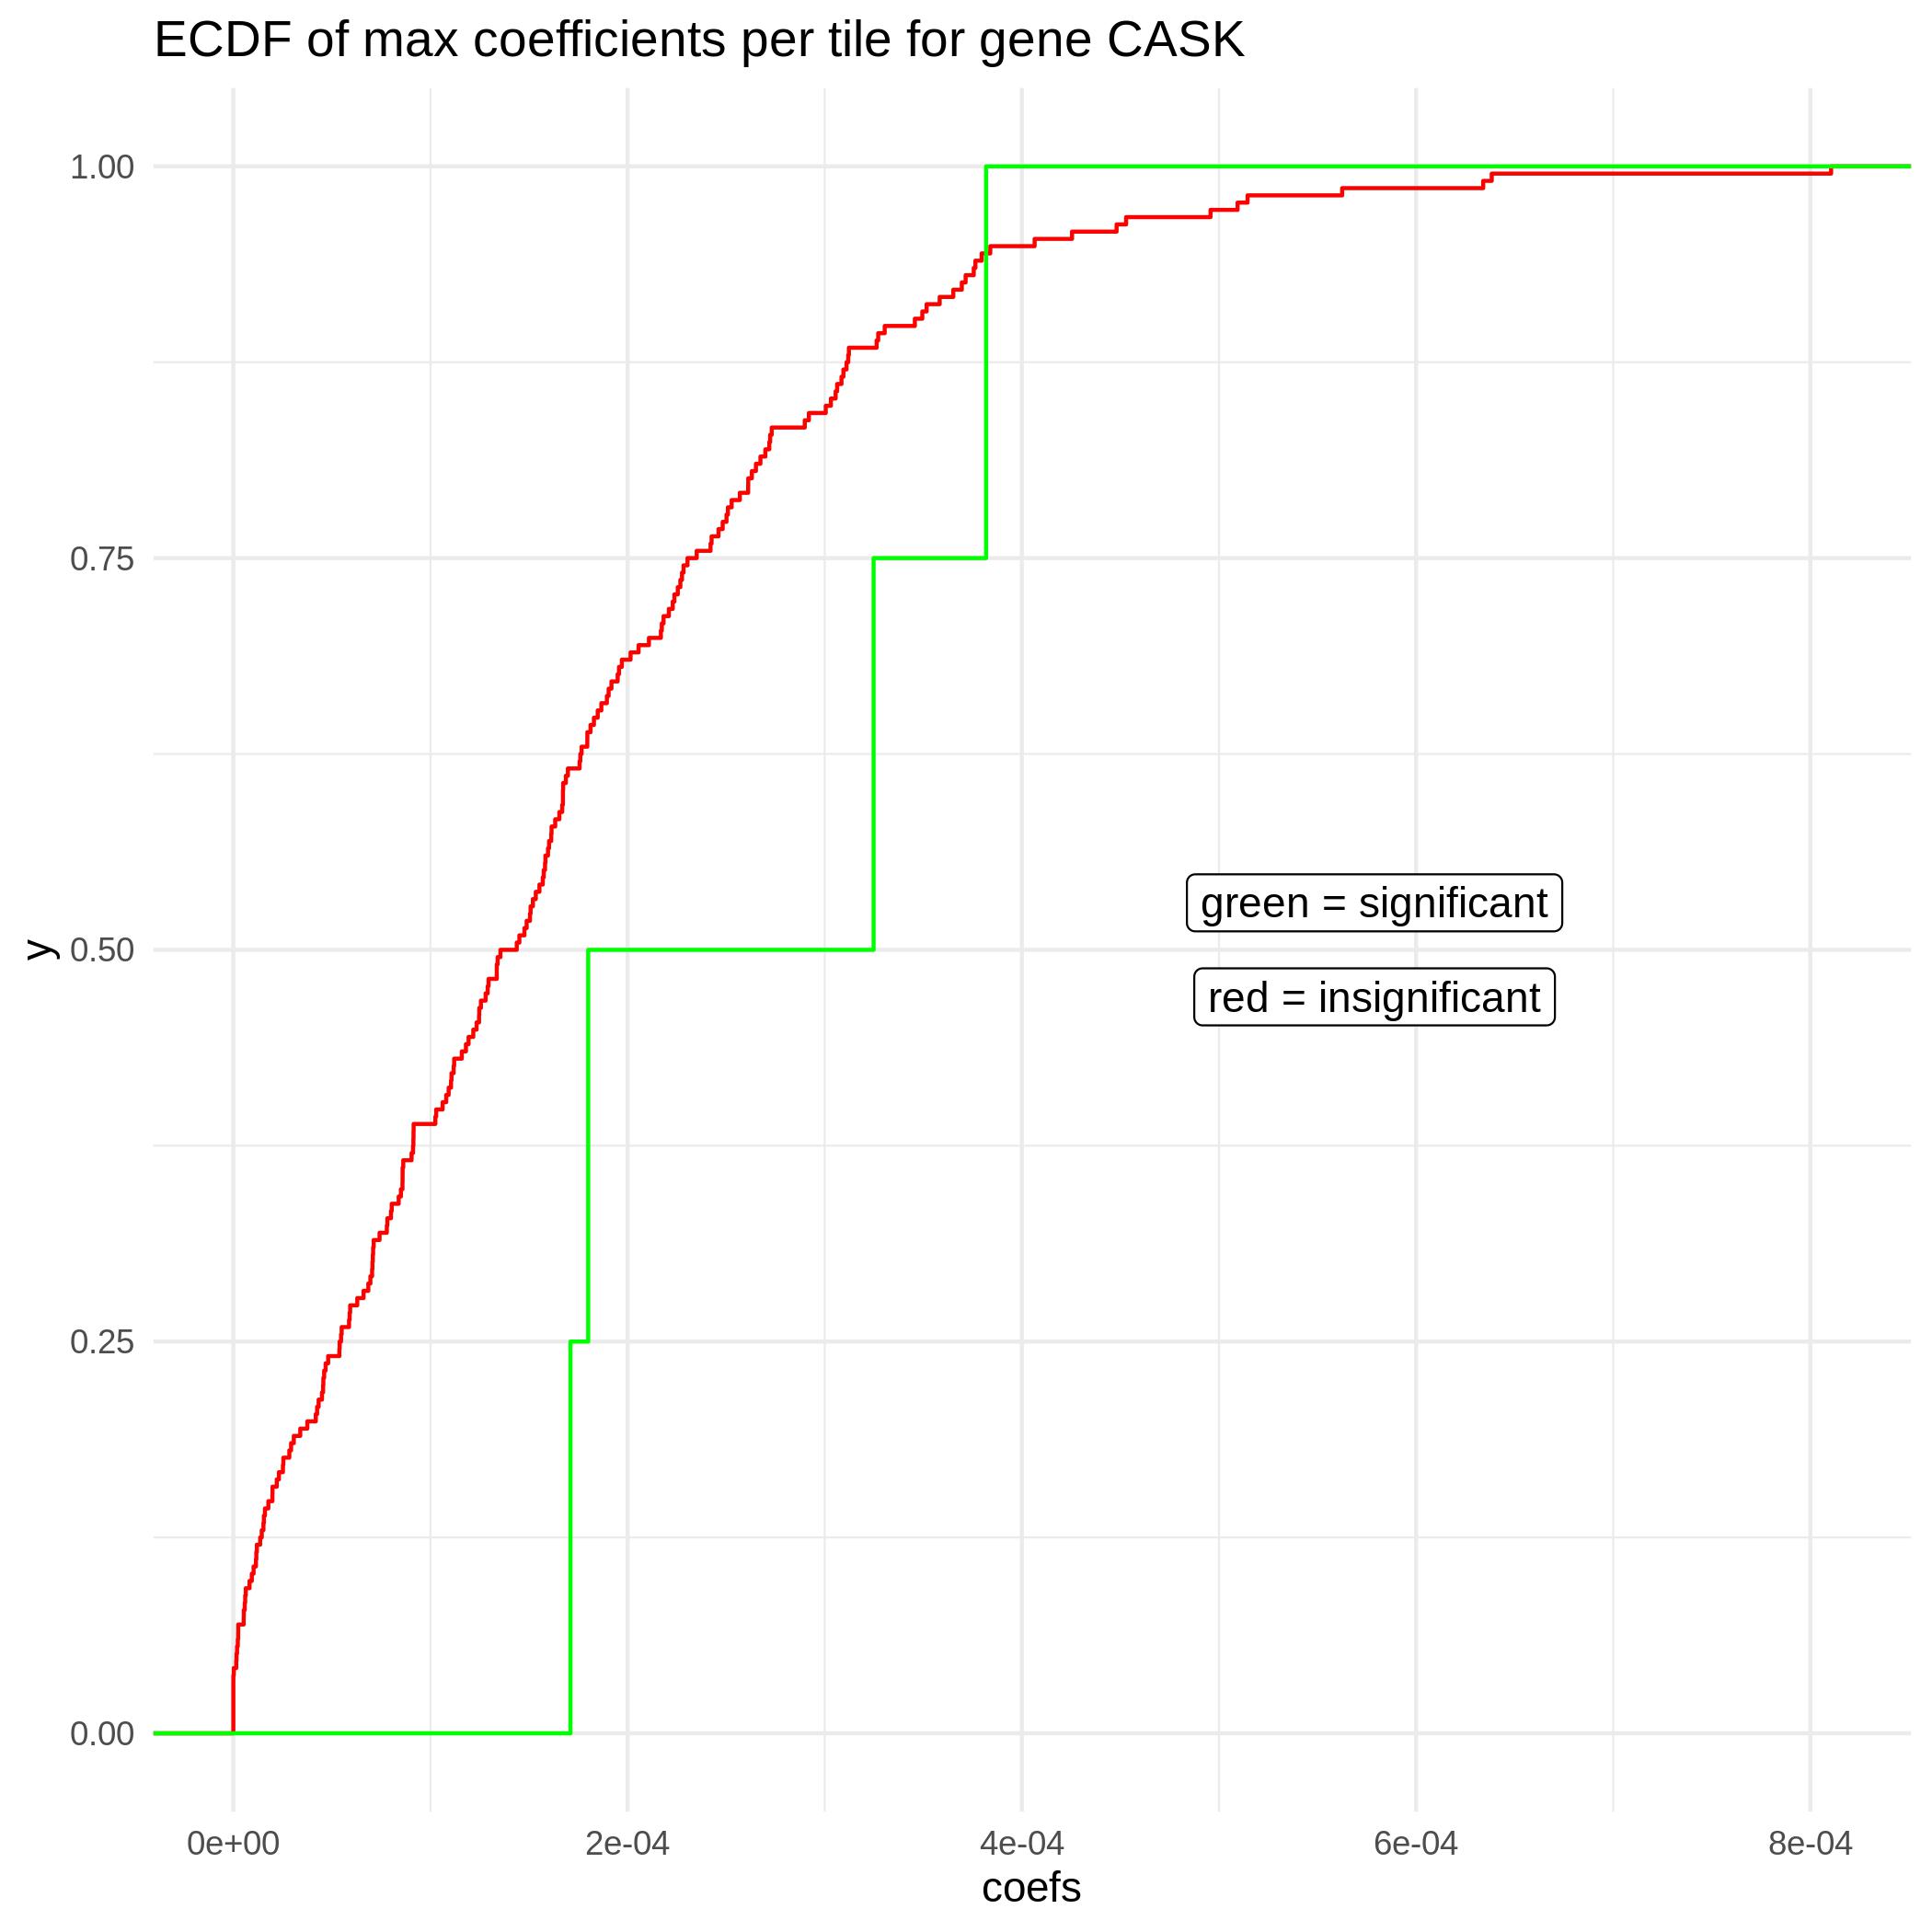 ECDF of max coefficients per tile for gene CASK
1.00
0.75
0.50
0.25
0.00
y
green = significant
red = insignificant
0e+00 2e-04 4e-04 6e-04 8e-04
coefs